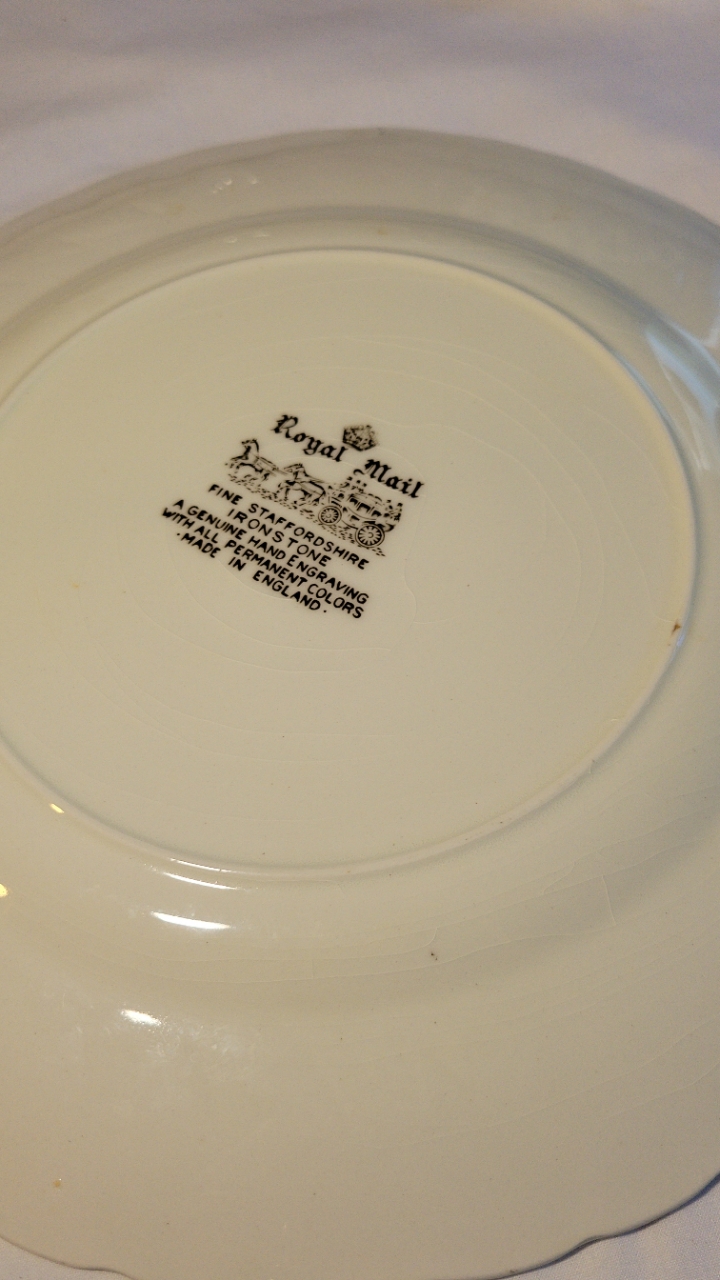 Royal Mail
FINE STAFFORDSHIRE
IRONSTONE
A GENUINE HAND ENGRAVING
WITH ALL PERMANENT COLORS
·MADE IN ENGLAND·